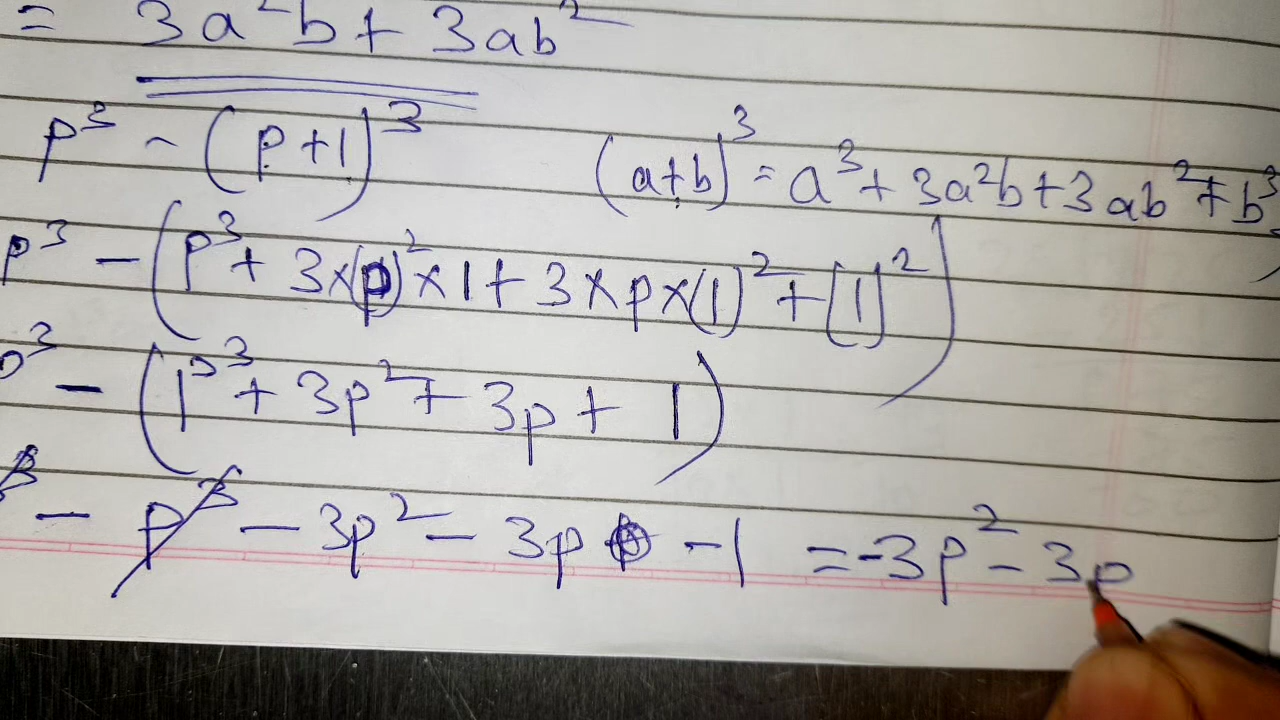 = 3a²b + 3ab²
p³ - (p+1)³ (a+b)³ = a³ + 3a²b + 3ab² + b³
p³ - (p³ + 3×(p)²×1 + 3×p×(1)² + (1)²)
p³ - (p³ + 3p² + 3p + 1)
p³ - p³ - 3p² - 3p - 1 = -3p² - 3p